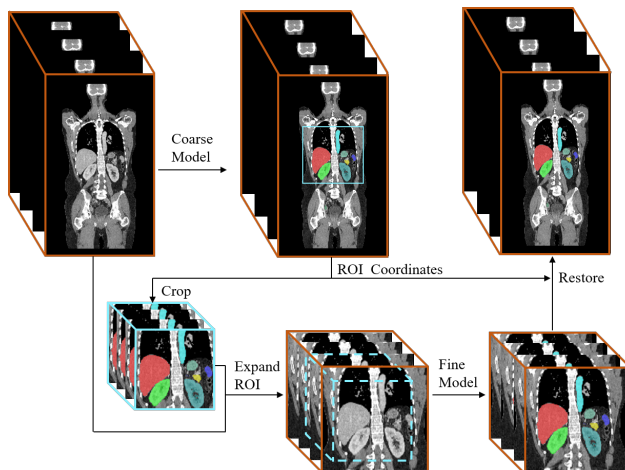 Coarse
Model
ROI Coordinates
Restore
Crop
Expand
ROI
Fine
Model